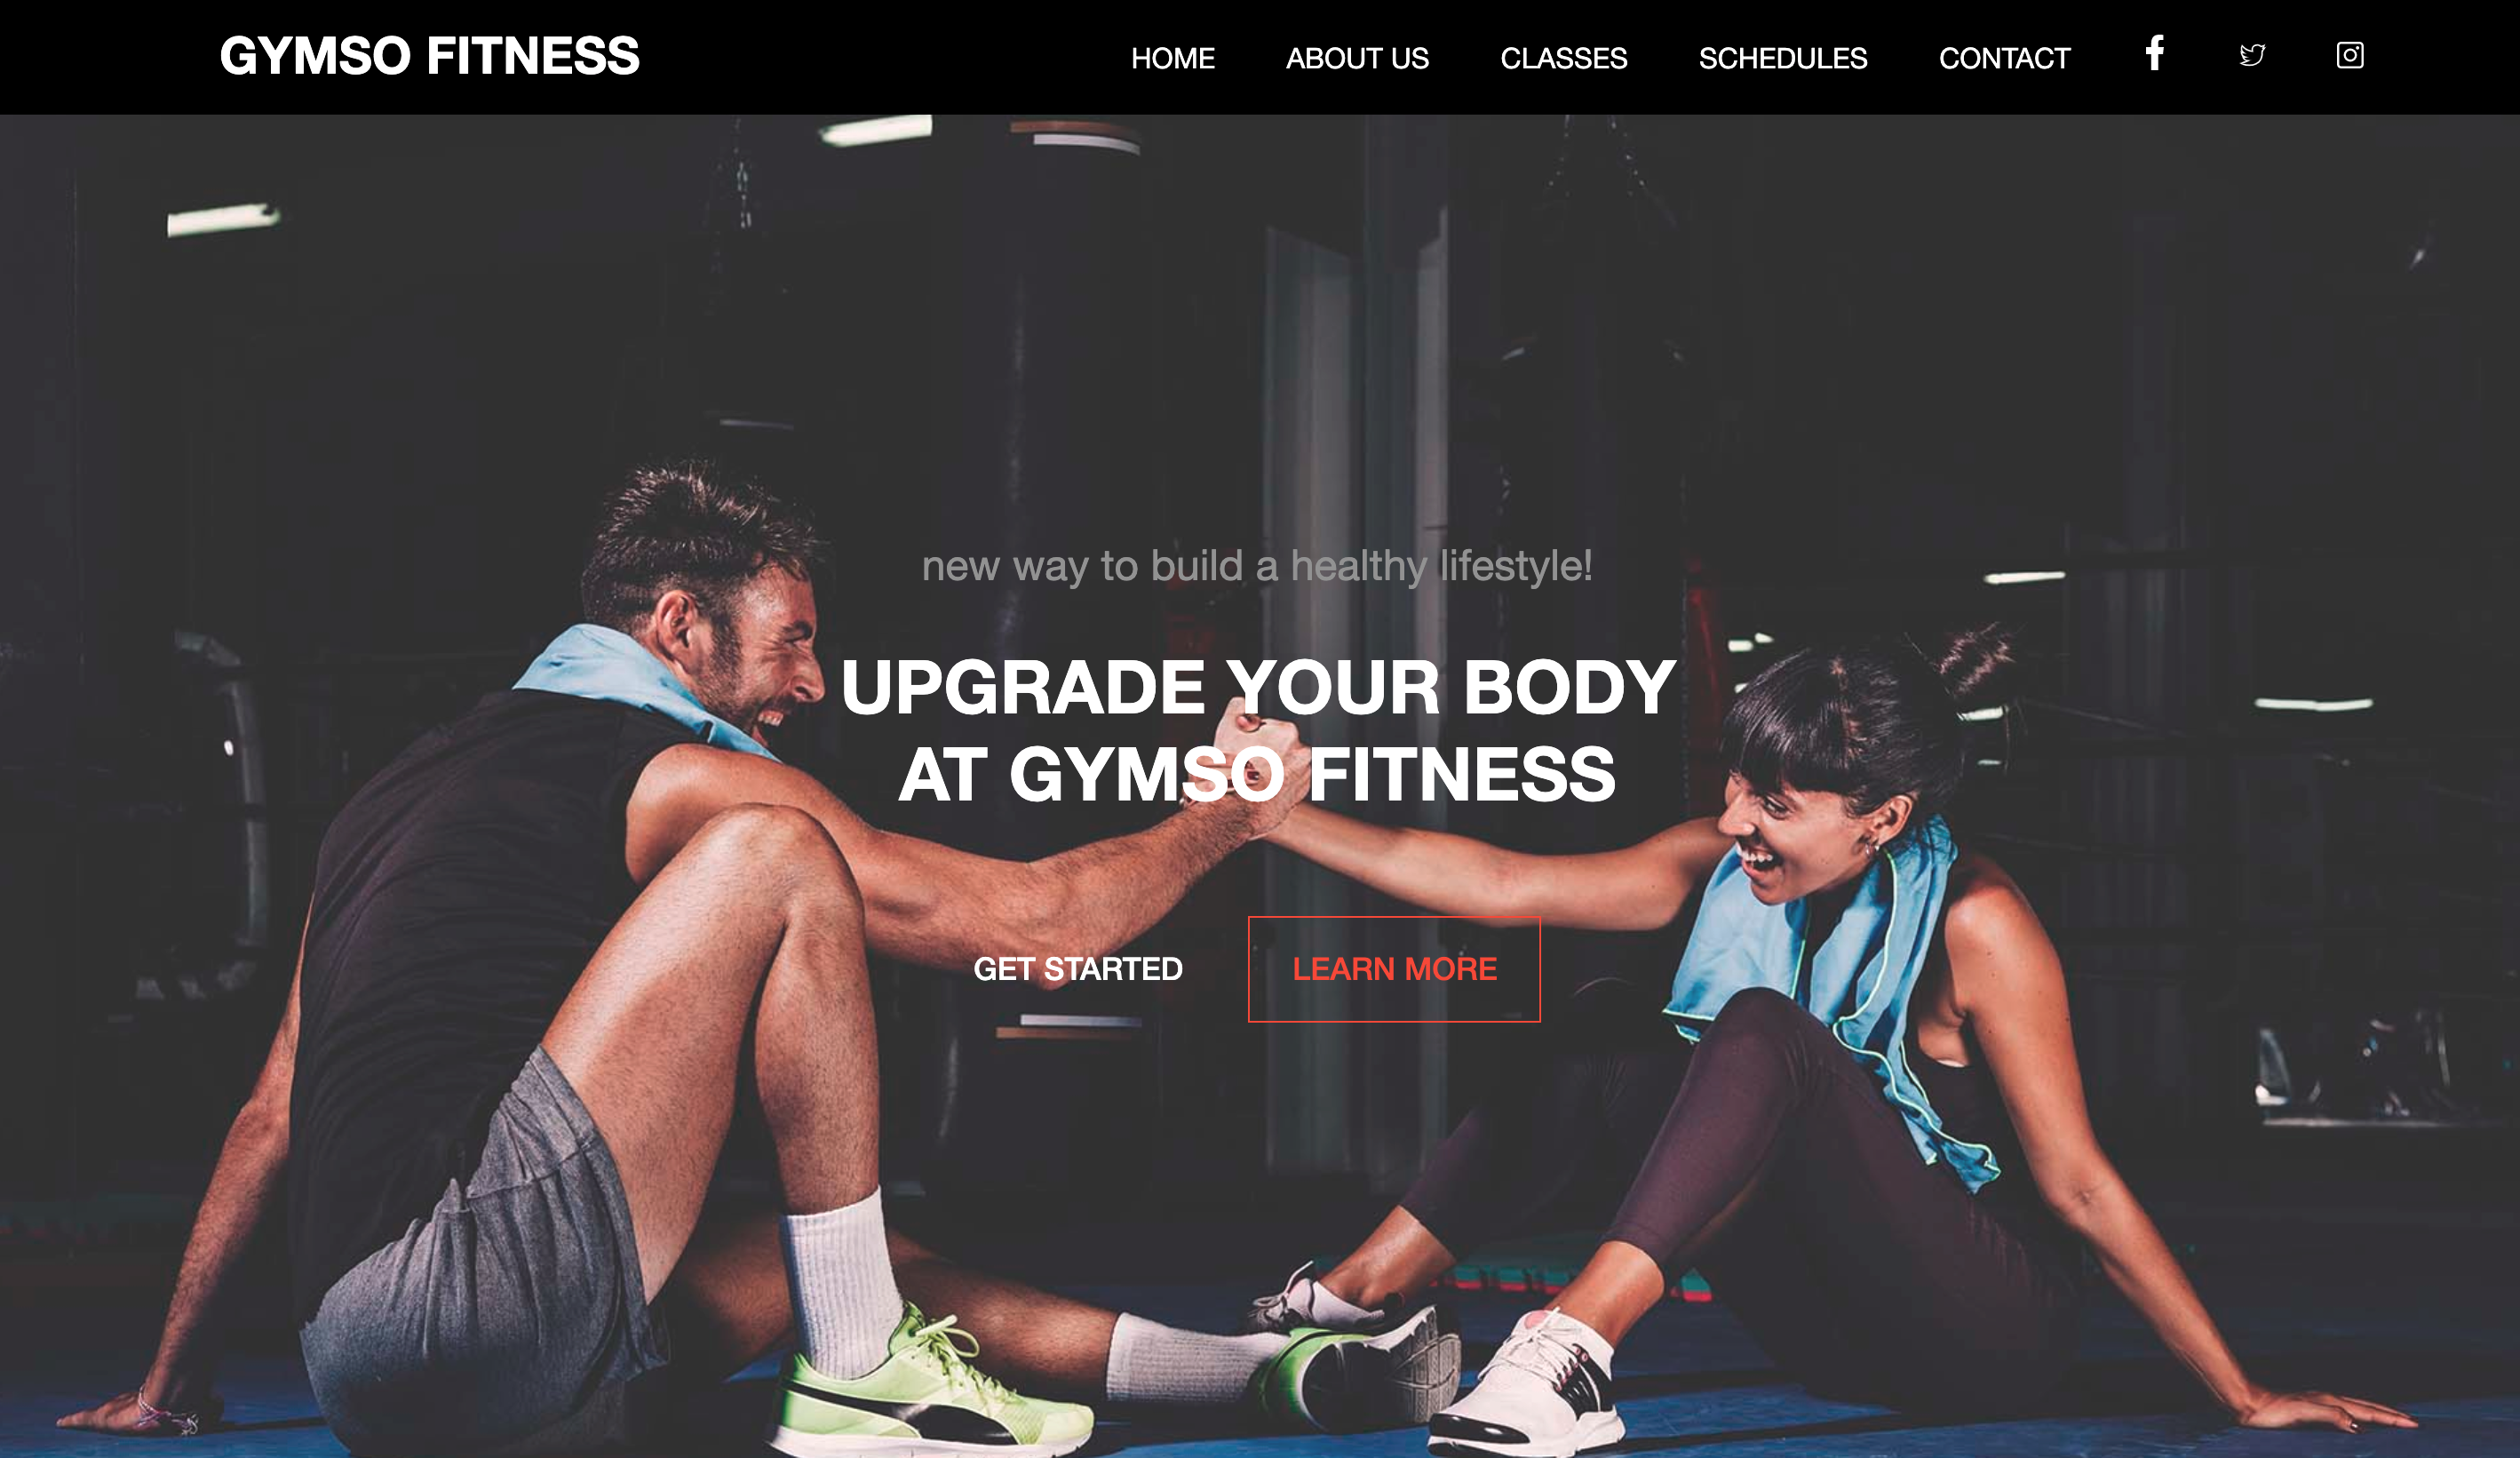 GYMSO FITNESS
HOME ABOUT US CLASSES SCHEDULES CONTACT
new way to build a healthy lifestyle!
UPGRADE YOUR BODY
AT GYMSO FITNESS
GET STARTED LEARN MORE